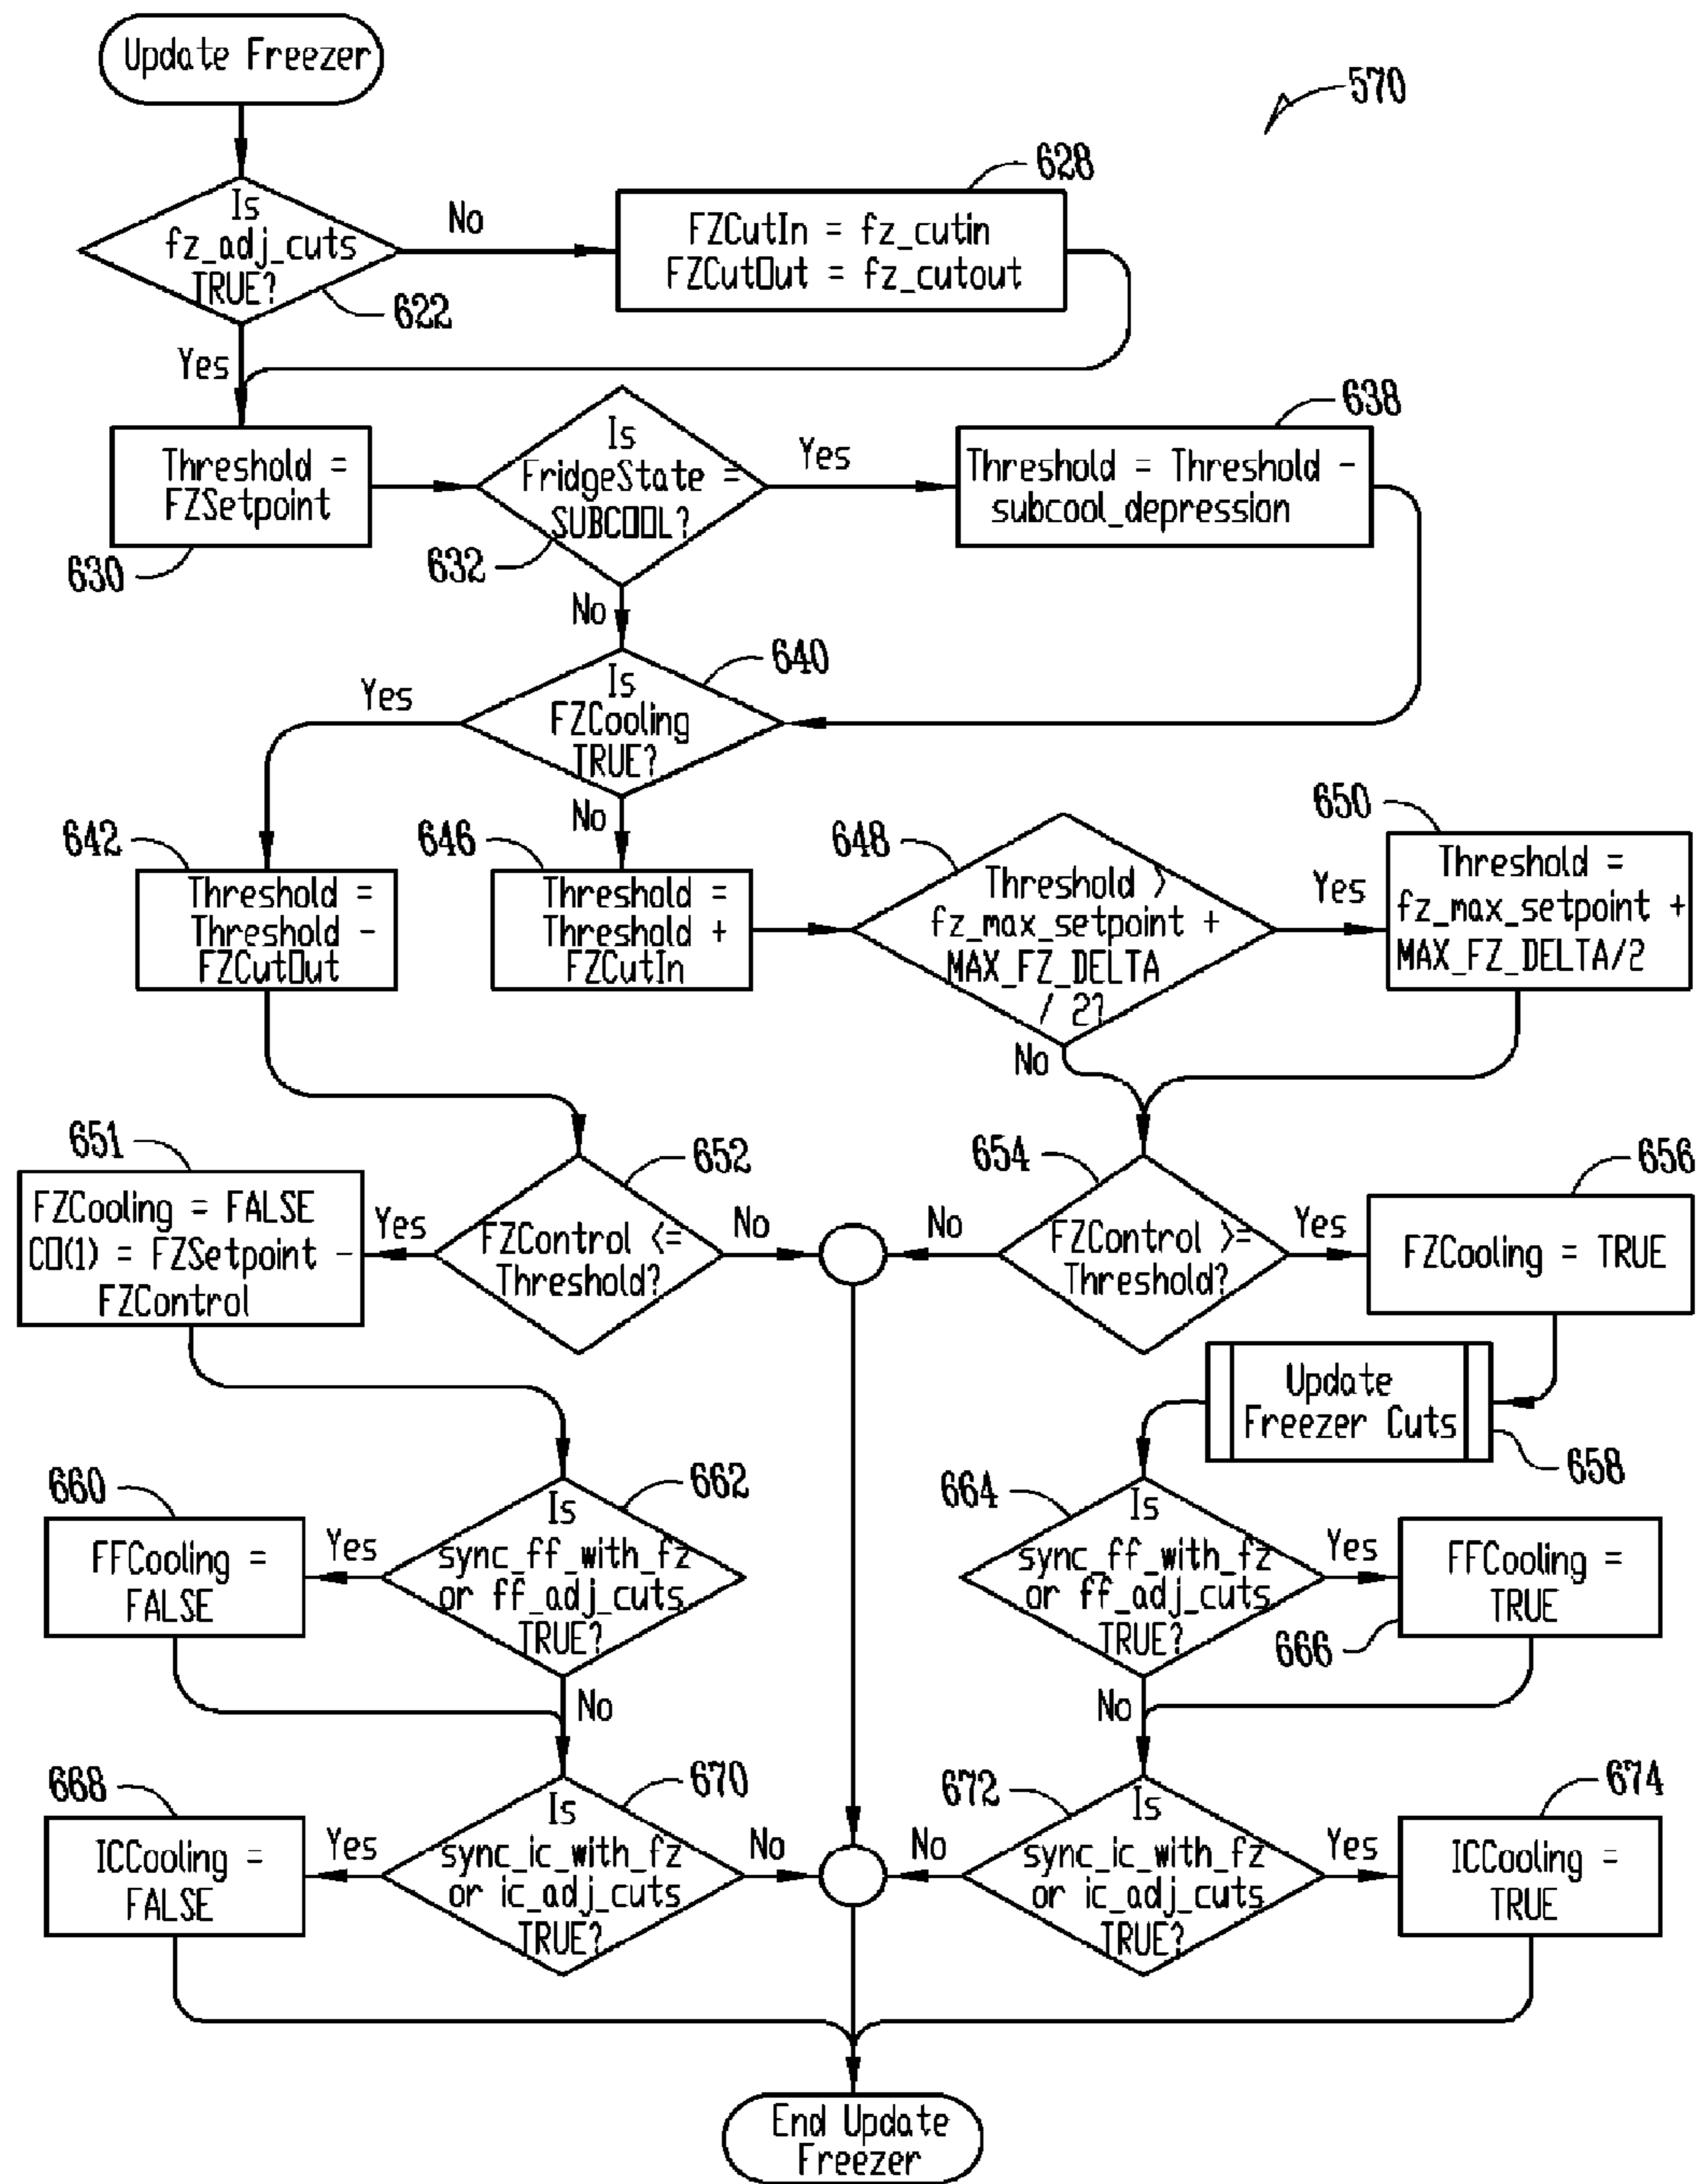 Update Freezer
570
Is
fz_adj_cuts
TRUE?
622
No
628
FZCutIn = fz_cutin
FZCutOut = fz_cutout
Yes
Threshold =
FZSetpoint
630
Is
FridgeState =
SUBCOOL?
632
Yes
638
Threshold = Threshold -
subcool_depression
No
Is
FZCooling
TRUE?
640
Yes
No
642
Threshold =
Threshold -
FZCutOut
646
Threshold =
Threshold +
FZCutIn
648
Threshold >
fz_max_setpoint +
MAX_FZ_DELTA
/ 2?
Yes
650
Threshold =
fz_max_setpoint +
MAX_FZ_DELTA/2
No
651
FZCooling = FALSE
CO(1) = FZSetpoint -
FZControl
Yes
652
FZControl <=
Threshold?
No
654
No
FZControl >=
Threshold?
Yes
656
FZCooling = TRUE
Update
Freezer Cuts
658
660
FFCooling =
FALSE
Yes
662
Is
sync_ff_with_fz
or ff_adj_cuts
TRUE?
No
664
Is
sync_ff_with_fz
or ff_adj_cuts
TRUE?
Yes
FFCooling =
TRUE
666
No
668
ICCooling =
FALSE
Yes
670
Is
sync_ic_with_fz
or ic_adj_cuts
TRUE?
No
672
No
Is
sync_ic_with_fz
or ic_adj_cuts
TRUE?
Yes
674
ICCooling =
TRUE
End Update
Freezer